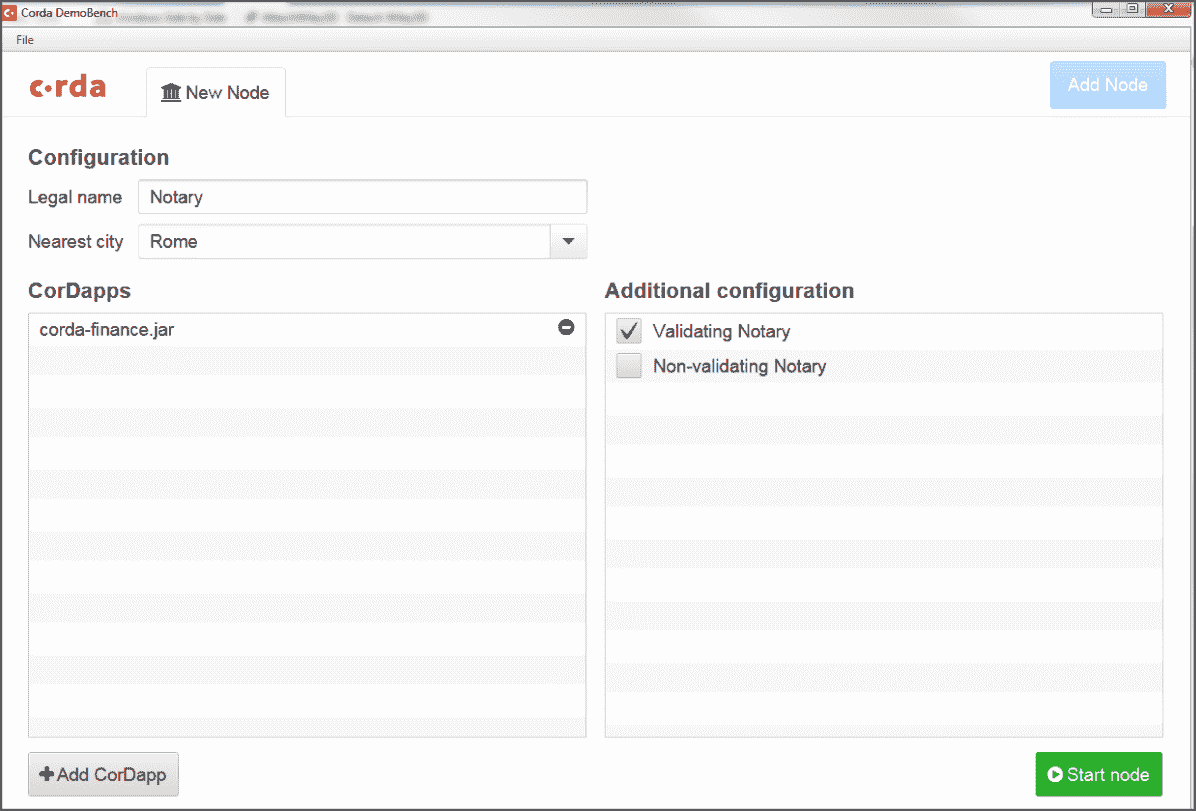 Corda DemoBench
File
c·rda
New Node
Add Node
Configuration
Legal name Notary
Nearest city Rome
CorDapps
Additional configuration
corda-finance.jar
Validating Notary
Non-validating Notary
Add CorDapp
Start node